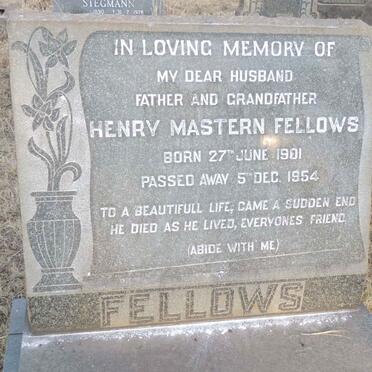 STEGMANN
IN LOVING MEMORY OF
MY DEAR HUSBAND
FATHER AND GRANDFATHER
HENRY MASTERN FELLOWS
BORN 27TH JUNE 1901
PASSED AWAY 5TH DEC. 1954
TO A BEAUTIFULL LIFE, CAME A SUDDEN END
HE DIED AS HE LIVED, EVERYONES FRIEND.
(ABIDE WITH ME)
FELLOWS